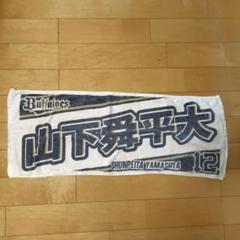 Buffaloes
山下舜平大
SHUNPEITA YAMASHITA
12